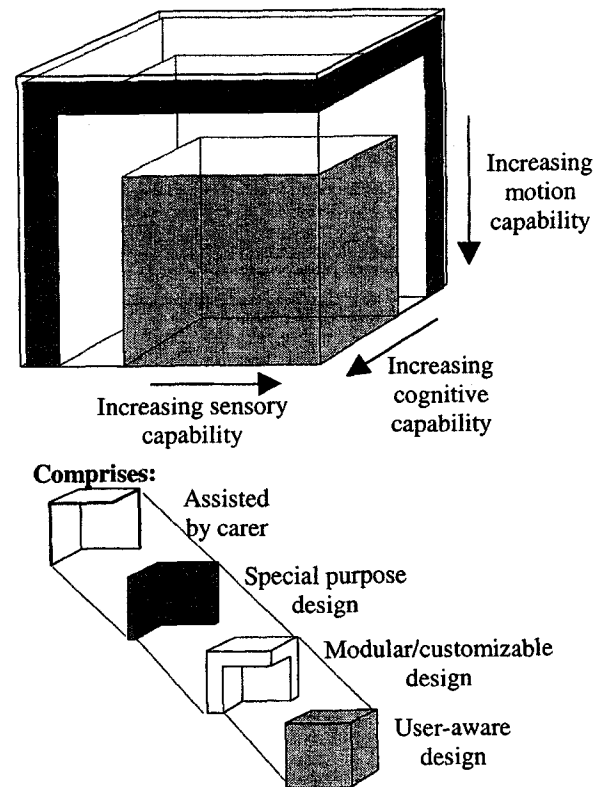 Increasing
motion
capability
Increasing
cognitive
capability
Increasing sensory
capability
Comprises:
Assisted
by carer
Special purpose
design
Modular/customizable
design
User-aware
design